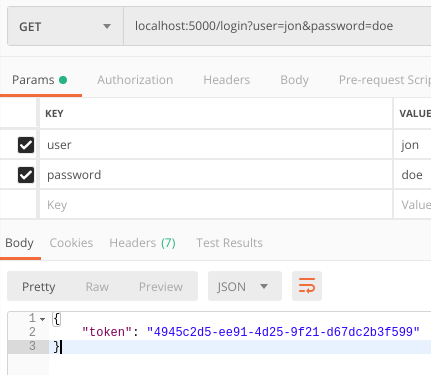 GET localhost:5000/login?user=jon&password=doe
Params Authorization Headers Body Pre-request Scrip
KEY VALUE
user jon
password doe
Key Value
Body Cookies Headers (7) Test Results
Pretty Raw Preview JSON
1 {
2 "token": "4945c2d5-ee91-4d25-9f21-d67dc2b3f599"
3 }